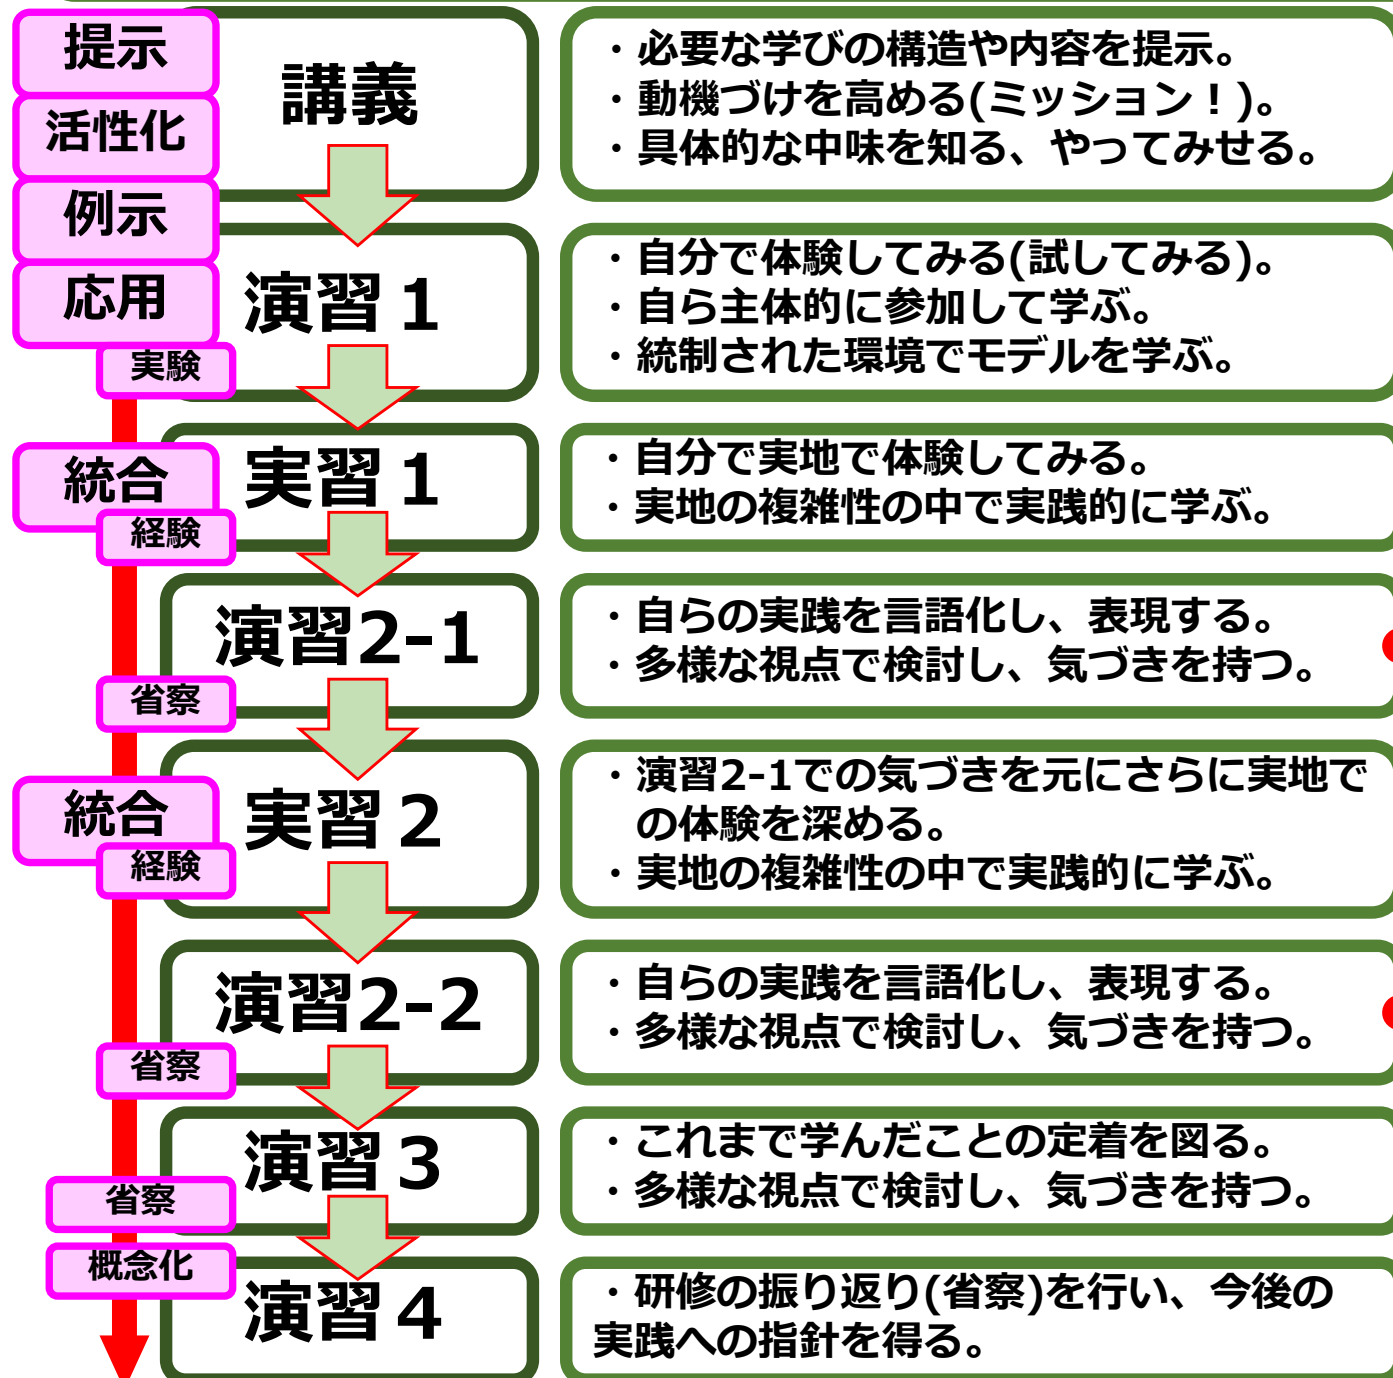 提示
活性化
例示
応用
実験
講義
・必要な学びの構造や内容を提示。
・動機づけを高める(ミッション！)。
・具体的な中味を知る、やってみせる。
演習１
・自分で体験してみる(試してみる)。
・自ら主体的に参加して学ぶ。
・統制された環境でモデルを学ぶ。
統合
経験
実習１
・自分で実地で体験してみる。
・実地の複雑性の中で実践的に学ぶ。
演習2-1
省察
・自らの実践を言語化し、表現する。
・多様な視点で検討し、気づきを持つ。
統合
経験
実習２
・演習2-1での気づきを元にさらに実地で
の体験を深める。
・実地の複雑性の中で実践的に学ぶ。
演習2-2
省察
・自らの実践を言語化し、表現する。
・多様な視点で検討し、気づきを持つ。
演習３
省察
・これまで学んだことの定着を図る。
・多様な視点で検討し、気づきを持つ。
概念化
演習４
・研修の振り返り(省察)を行い、今後の
実践への指針を得る。